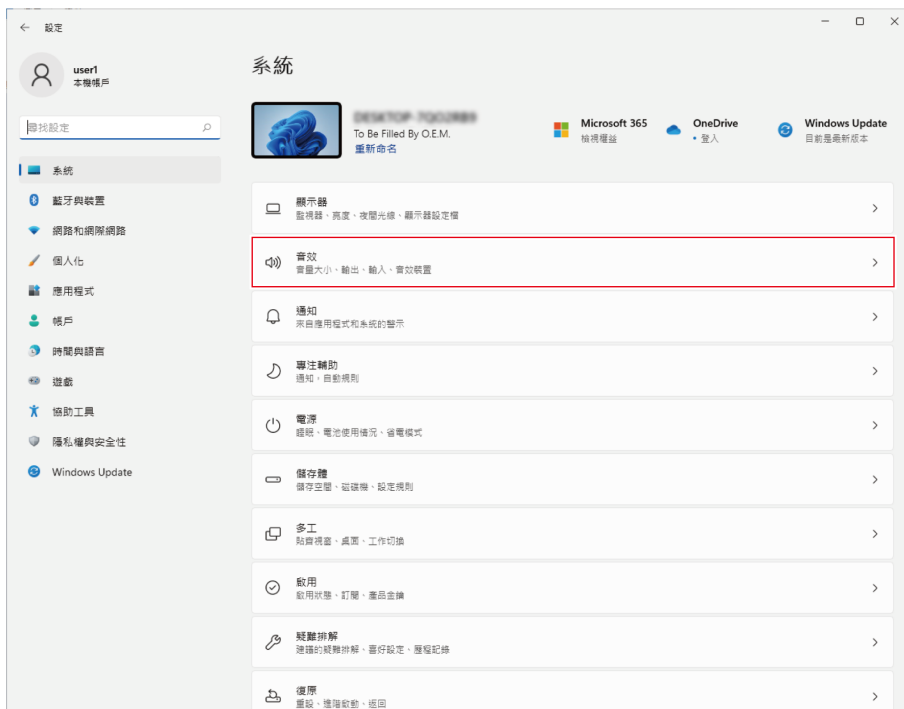 設定
user1
本機帳戶
尋找設定
系統
藍牙與裝置
網路和網際網路
個人化
應用程式
帳戶
時間與語言
遊戲
協助工具
隱私權與安全性
Windows Update
系統
To Be Filled By O.E.M.
重新命名
Microsoft 365
檢視權益
OneDrive
• 登入
Windows Update
目前是最新版本
顯示器
監視器、亮度、夜間光線、顯示器設定檔
音效
音量大小、輸出、輸入、音效裝置
通知
來自應用程式和系統的警示
專注輔助
通知，自動規則
電源
睡眠、電池使用情況、省電模式
儲存體
儲存空間、磁碟機、設定規則
多工
貼齊視窗、桌面、工作切換
啟用
啟用狀態、訂閱、產品金鑰
疑難排解
建議的疑難排解、喜好設定、歷程記錄
復原
重設、進階啟動、返回